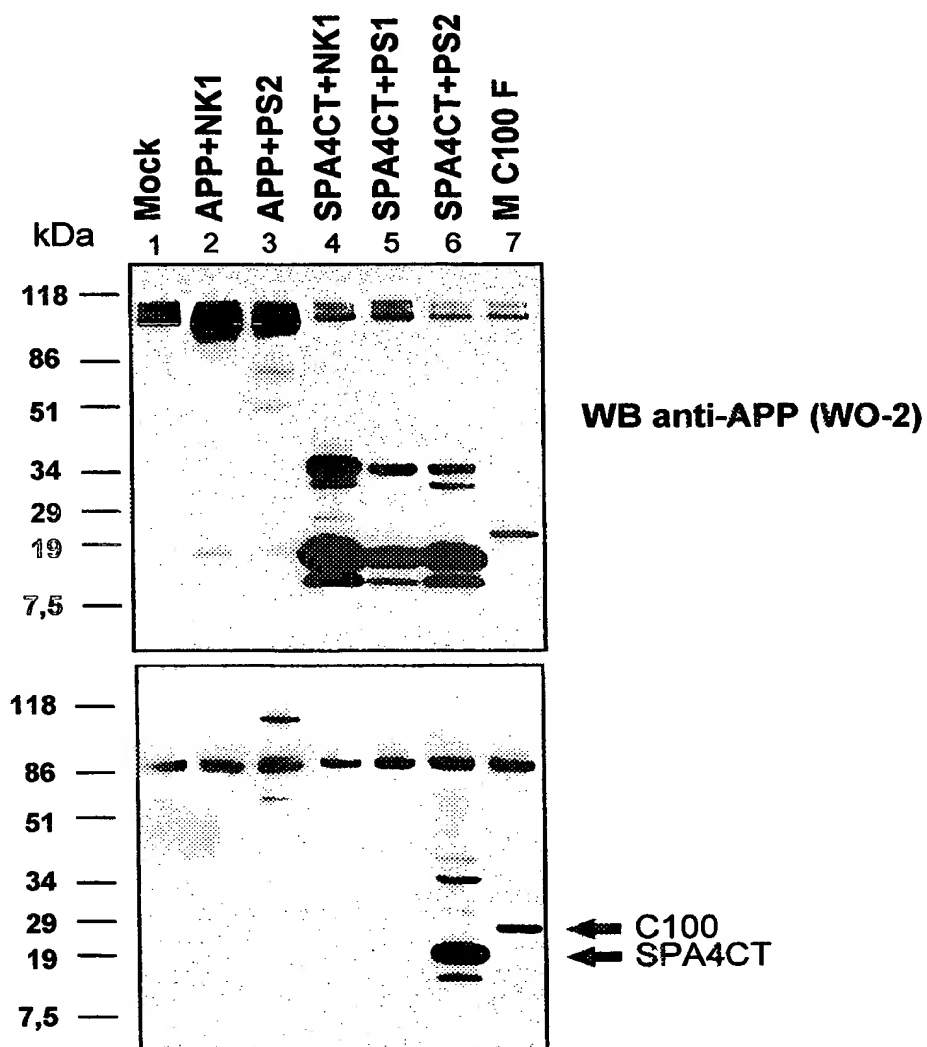 kDa
Mock
APP+NK1
APP+PS2
SPA4CT+NK1
SPA4CT+PS1
SPA4CT+PS2
M C100 F
1 2 3 4 5 6 7
118
86
51
34
29
19
7,5
WB anti-APP (WO-2)
118
86
51
34
29
19
7,5
C100
SPA4CT